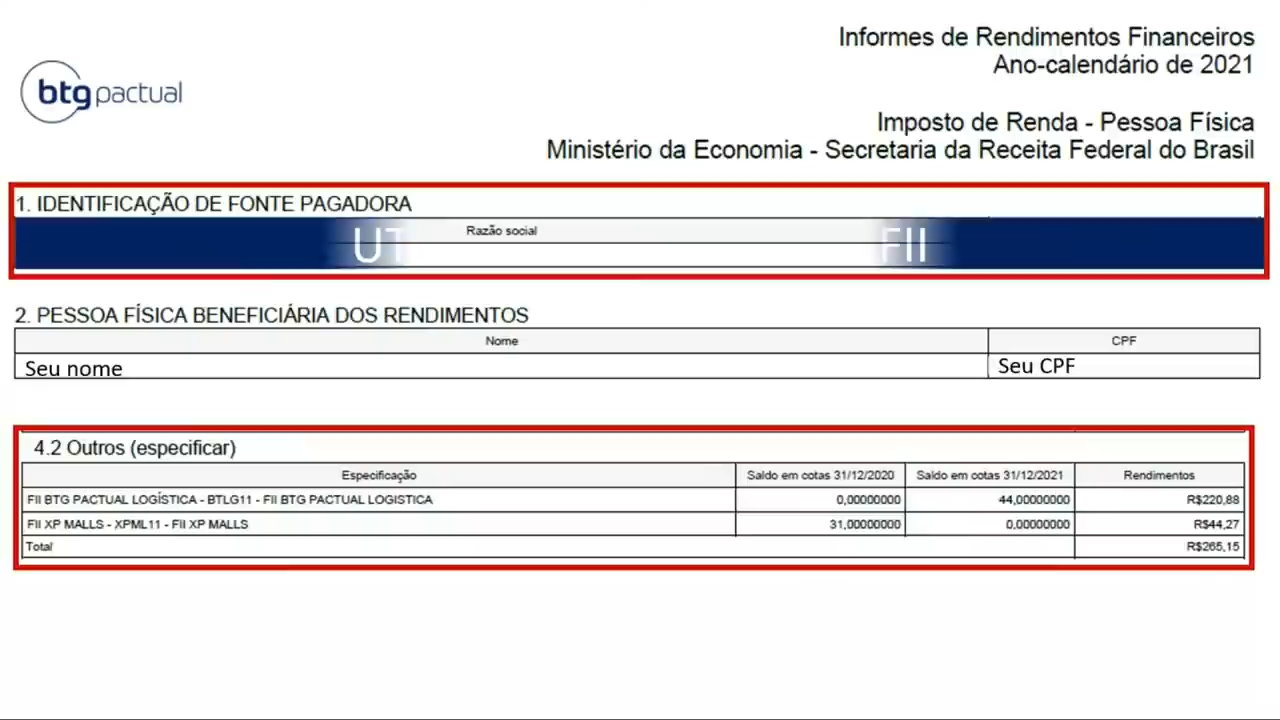 Informes de Rendimentos Financeiros
Ano-calendário de 2021
btg pactual
Imposto de Renda - Pessoa Física
Ministério da Economia - Secretaria da Receita Federal do Brasil
1. IDENTIFICAÇÃO DE FONTE PAGADORA
Razão social
UT FII
2. PESSOA FÍSICA BENEFICIÁRIA DOS RENDIMENTOS
Nome CPF
Seu nome Seu CPF
4.2 Outros (especificar)
Especificação Saldo em cotas 31/12/2020 Saldo em cotas 31/12/2021 Rendimentos
FII BTG PACTUAL LOGÍSTICA - BTLG11 - FII BTG PACTUAL LOGISTICA 0,00000000 44,00000000 R$220,88
FII XP MALLS - XPML11 - FII XP MALLS 31,00000000 0,00000000 R$44,27
Total R$265,15